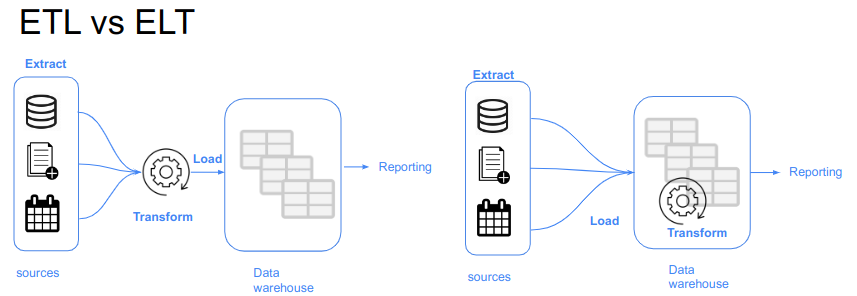 ETL vs ELT
Extract
Load
Transform
Reporting
sources
Data
warehouse
Extract
Load
Transform
Reporting
sources
Data
warehouse